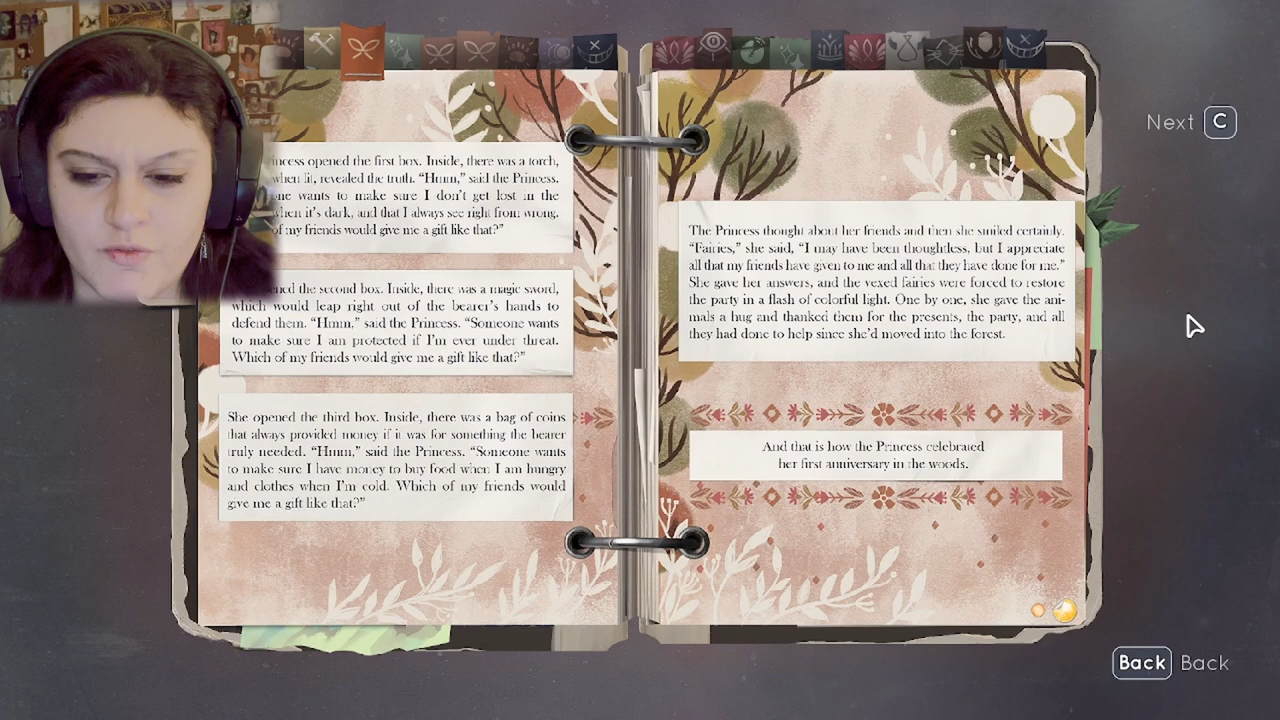 incess opened the first box. Inside, there was a torch,
when lit, revealed the truth. “Hmm,” said the Princess.
one wants to make sure I don’t get lost in the
when it’s dark, and that I always see right from wrong.
of my friends would give me a gift like that?”
ened the second box. Inside, there was a magic sword,
which would leap right out of the bearer’s hands to
defend them. “Hmm,” said the Princess. “Someone wants
to make sure I am protected if I’m ever under threat.
Which of my friends would give me a gift like that?”
She opened the third box. Inside, there was a bag of coins
that always provided money if it was for something the bearer
truly needed. “Hmm,” said the Princess. “Someone wants
to make sure I have money to buy food when I am hungry
and clothes when I’m cold. Which of my friends would
give me a gift like that?”
The Princess thought about her friends and then she smiled certainly.
“Fairies,” she said, “I may have been thoughtless, but I appreciate
all that my friends have given to me and all that they have done for me.”
She gave her answers, and the vexed fairies were forced to restore
the party in a flash of colorful light. One by one, she gave the ani-
mals a hug and thanked them for the presents, the party, and all
they had done to help since she’d moved into the forest.
And that is how the Princess celebrated
her first anniversary in the woods.
Next C
Back Back